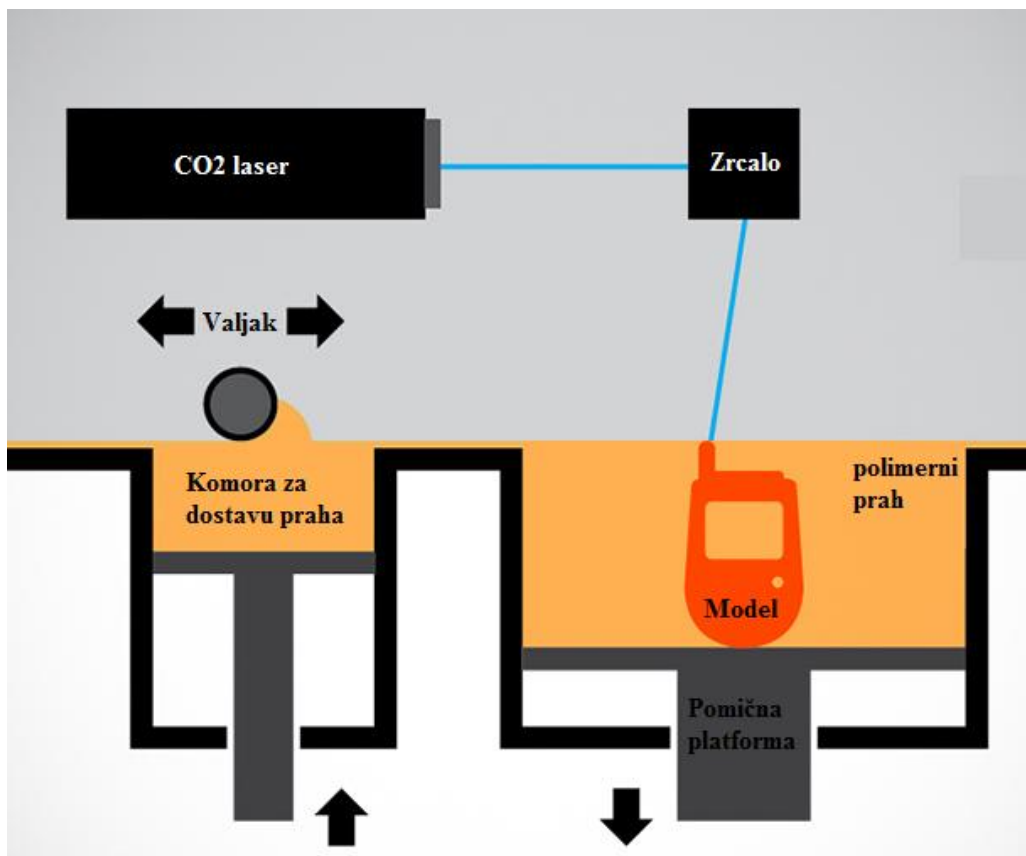 CO2 laser
Zrcalo
Valjak
Komora za
dostavu praha
polimerni
prah
Model
Pomična
platforma